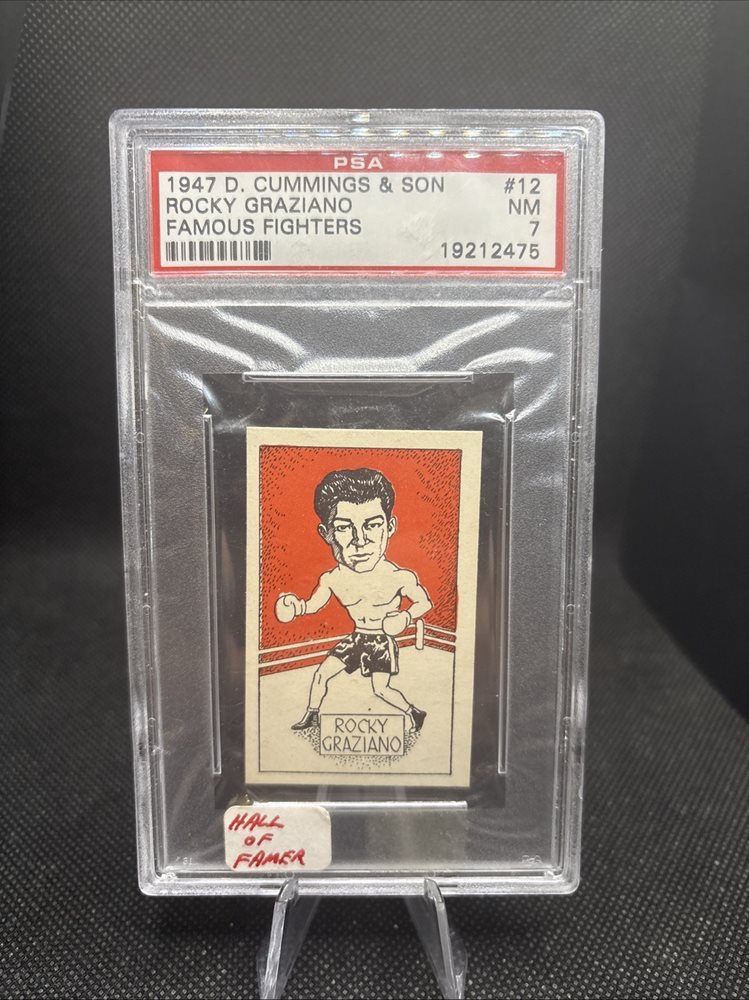 PSA
1947 D. CUMMINGS & SON #12
ROCKY GRAZIANO NM
FAMOUS FIGHTERS 7
19212475
ROCKY
GRAZIANO
HALL
OF
FAMER